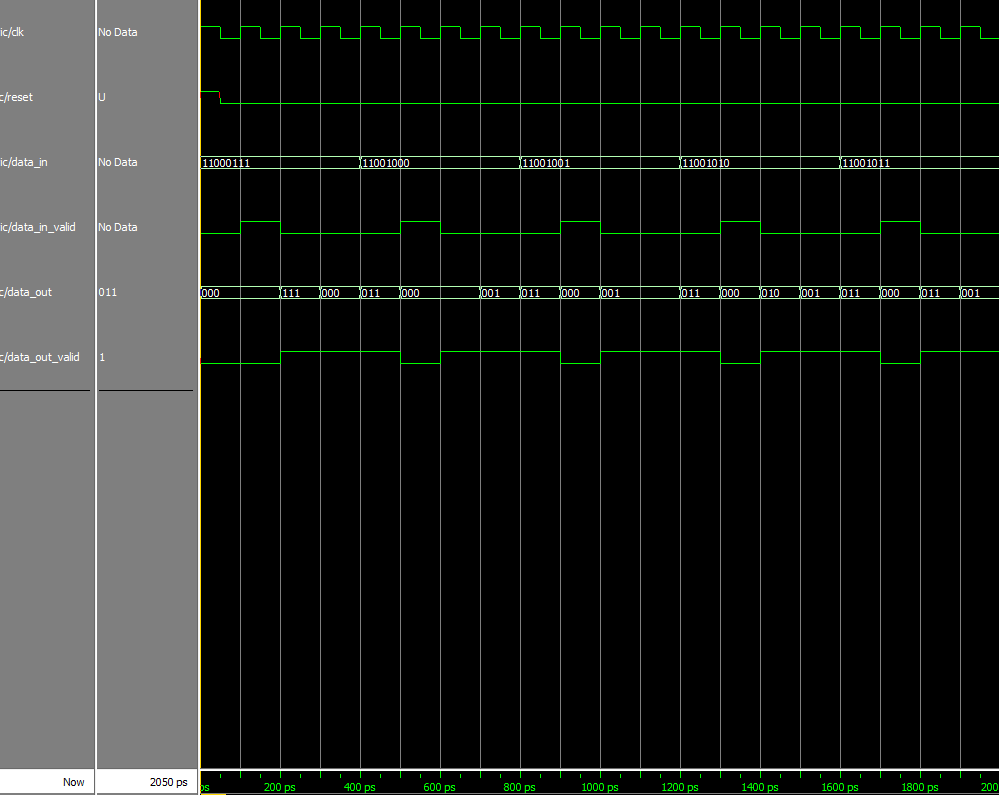 ic/clk No Data
c/reset U
ic/data_in No Data 11000111 11001000 11001001 11001010 11001011
ic/data_in_valid No Data
c/data_out 011 000 111 000 011 000 001 011 000 001 011 000 010 001 011 000 011 001
c/data_out_valid 1
Now 2050 ps ps 200 ps 400 ps 600 ps 800 ps 1000 ps 1200 ps 1400 ps 1600 ps 1800 ps 200